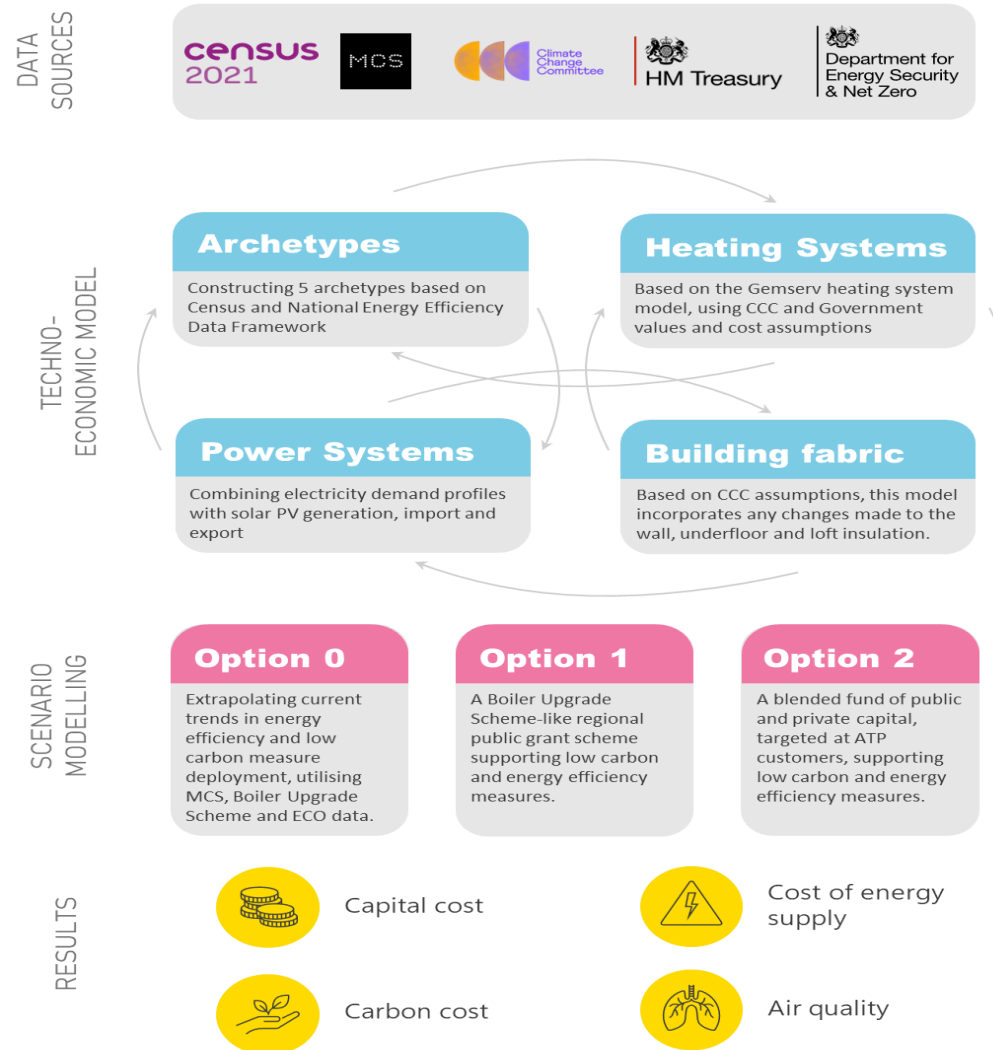 DATA
SOURCES
census
2021
MCS
Climate
Change
Committee
HM Treasury
Department for
Energy Security
& Net Zero
TECHNO-
ECONOMIC MODEL
Archetypes
Constructing 5 archetypes based on
Census and National Energy Efficiency
Data Framework
Heating Systems
Based on the Gemserv heating system
model, using CCC and Government
values and cost assumptions
Power Systems
Combining electricity demand profiles
with solar PV generation, import and
export
Building fabric
Based on CCC assumptions, this model
incorporates any changes made to the
wall, underfloor and loft insulation.
SCENARIO
MODELLING
Option 0
Extrapolating current
trends in energy
efficiency and low
carbon measure
deployment, utilising
MCS, Boiler Upgrade
Scheme and ECO data.
Option 1
A Boiler Upgrade
Scheme-like regional
public grant scheme
supporting low carbon
and energy efficiency
measures.
Option 2
A blended fund of public
and private capital,
targeted at ATP
customers, supporting
low carbon and energy
efficiency measures.
RESULTS
Capital cost
Cost of energy
supply
Carbon cost
Air quality